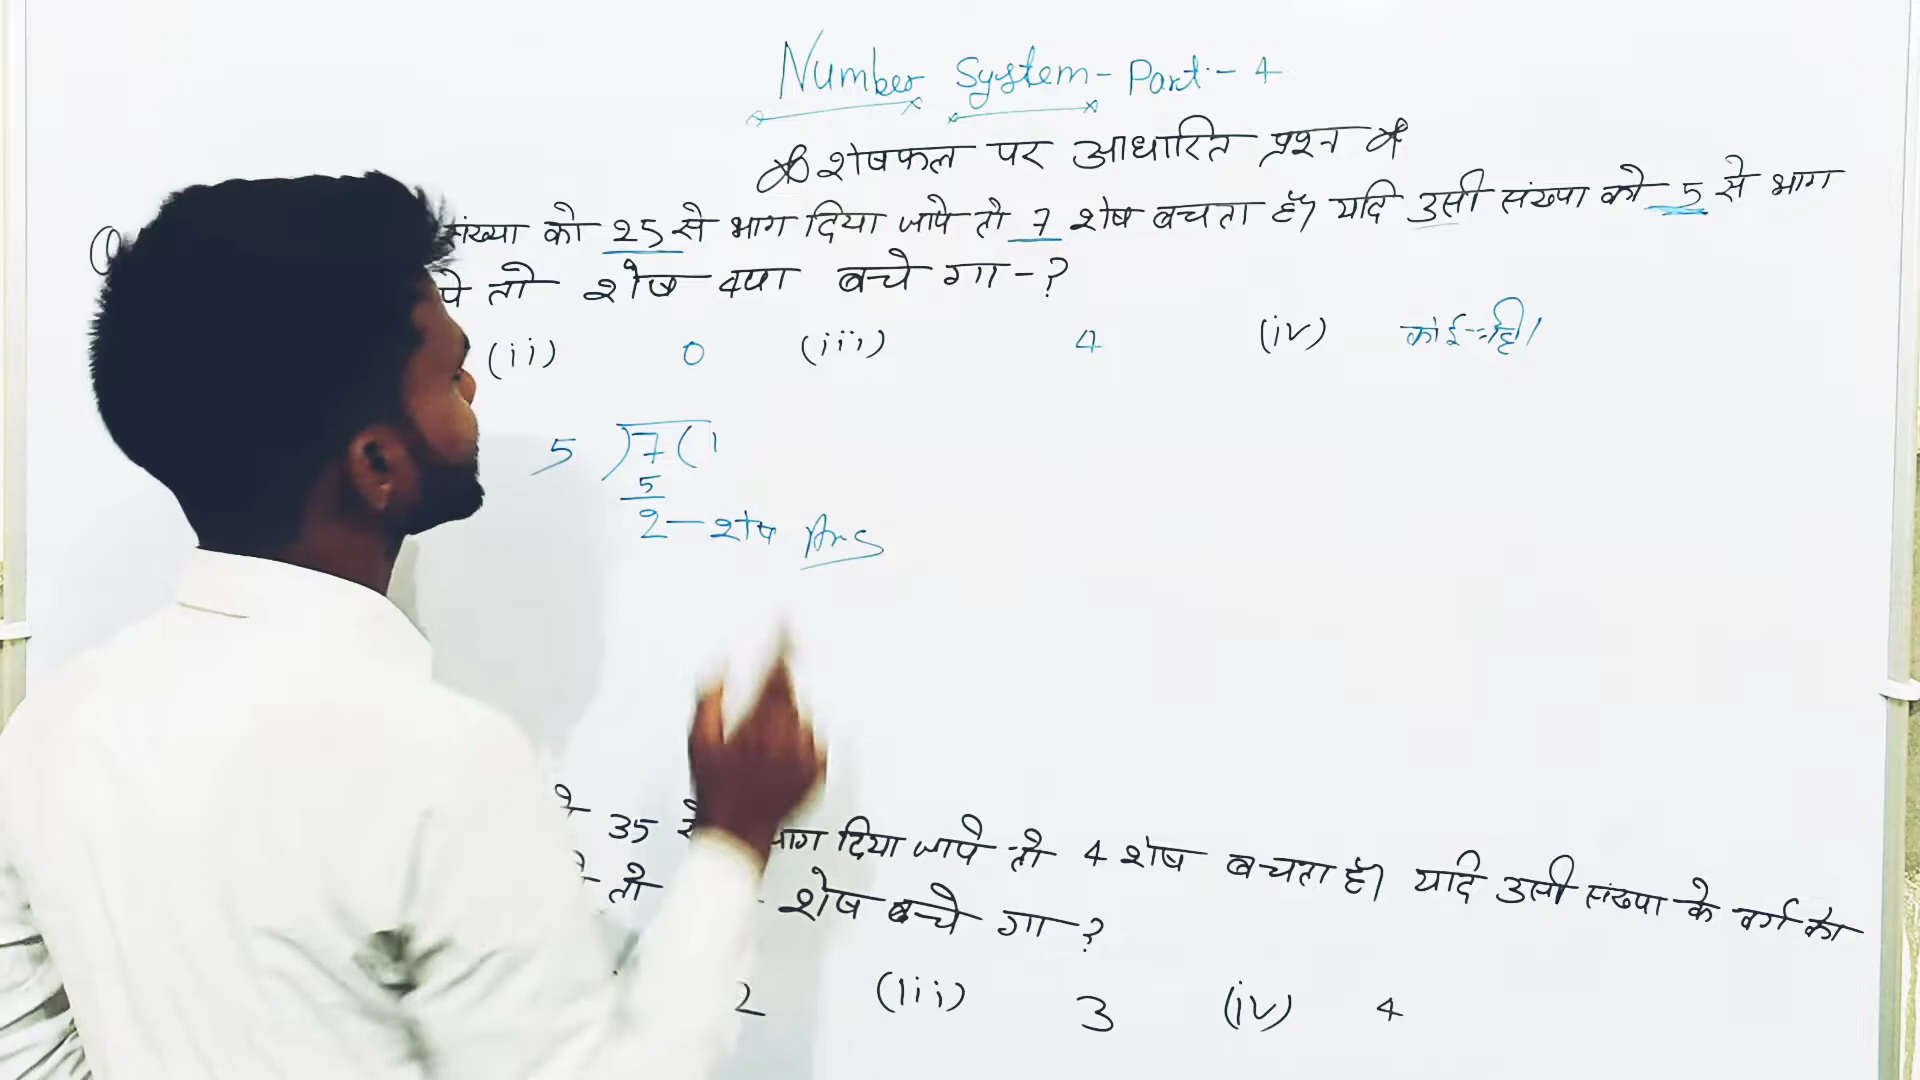 Number System - Part - 4
शेषफल पर आधारित प्रश्न
संख्या को 25 से भाग दिया जाये तो 7 शेष बचता है। यदि उसी संख्या को 5 से भाग
तो शेष क्या बचे गा - ?
(ii) 0 (iii) 4 (iv) कोई नही।
5 ) 7 ( 1
5
2 - शेष Ans
35 भाग दिया जाये तो 4 शेष बचता है। यदि उसी संख्या के वर्ग को
तो शेष बचे गा - ?
2 (iii) 3 (iv) 4